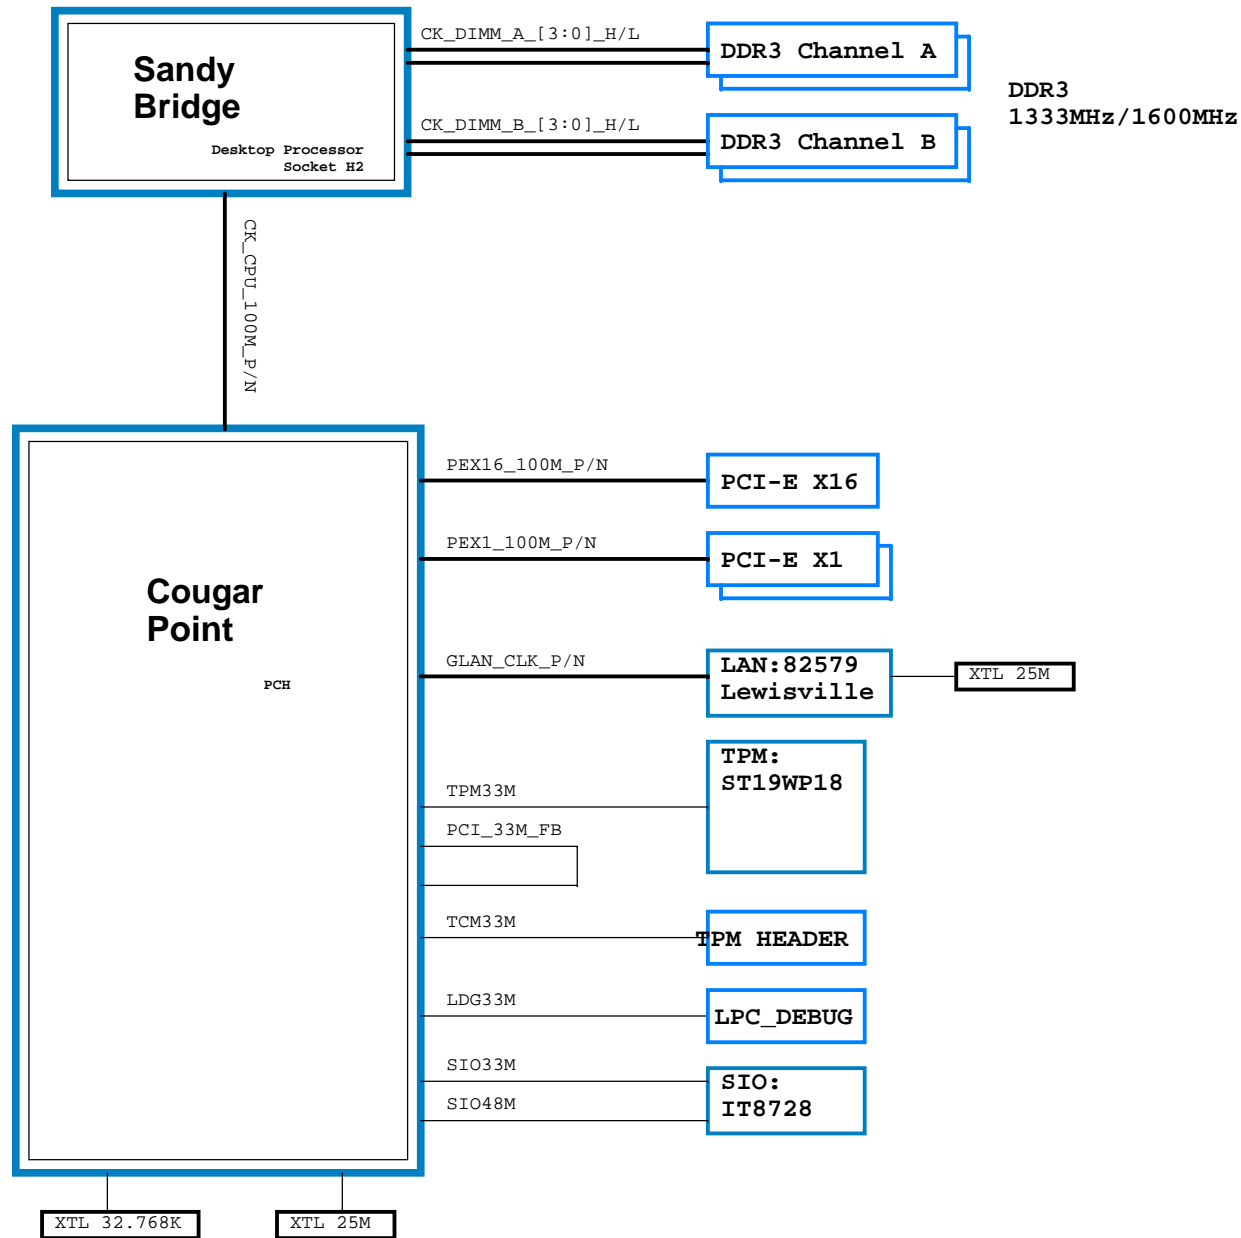 Sandy
Bridge
Desktop Processor
Socket H2
CK_DIMM_A_[3:0]_H/L
DDR3 Channel A
CK_DIMM_B_[3:0]_H/L
DDR3 Channel B
DDR3
1333MHz/1600MHz
CK_CPU_100M_P/N
Cougar
Point
PCH
PEX16_100M_P/N
PCI-E X16
PEX1_100M_P/N
PCI-E X1
GLAN_CLK_P/N
LAN:82579
Lewisville
XTL 25M
TPM33M
TPM:
ST19WP18
PCI_33M_FB
TCM33M
TPM HEADER
LDG33M
LPC_DEBUG
SIO33M
SIO48M
SIO:
IT8728
XTL 32.768K
XTL 25M